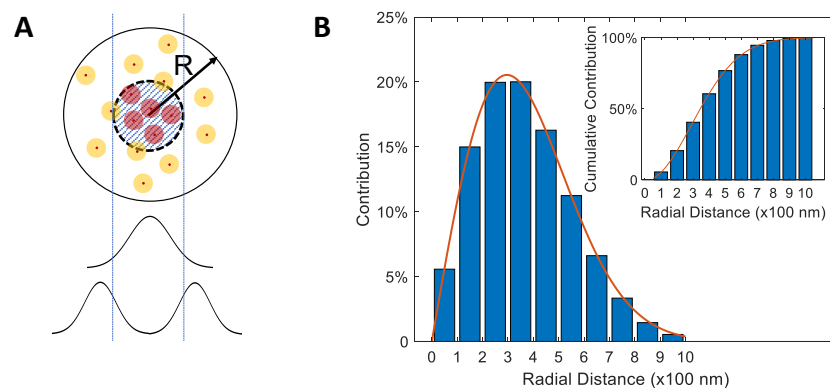 A
R
B
25%
20%
15%
10%
5%
0
Contribution
0 1 2 3 4 5 6 7 8 9 10
Radial Distance (x100 nm)
100%
50%
0
Cumulative Contribution
0 1 2 3 4 5 6 7 8 9 10
Radial Distance (x100 nm)